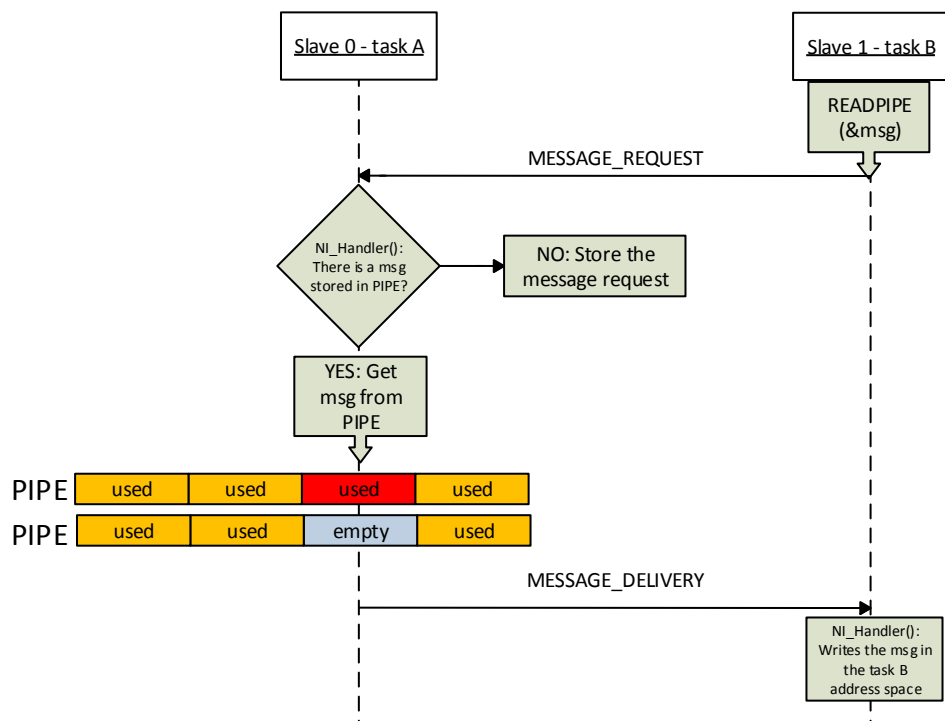 Slave 0 - task A
Slave 1 - task B
READPIPE
(&msg)
MESSAGE_REQUEST
NI_Handler():
There is a msg
stored in PIPE?
NO: Store the
message request
YES: Get
msg from
PIPE
PIPE used used used used
PIPE used used empty used
MESSAGE_DELIVERY
NI_Handler():
Writes the msg in
the task B
address space